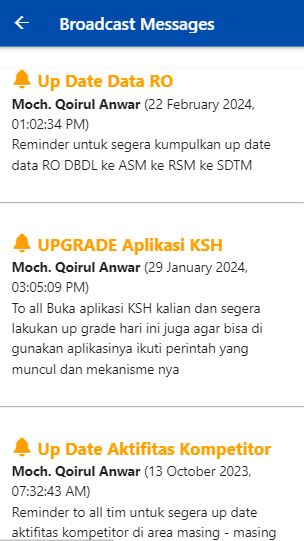 Broadcast Messages
Up Date Data RO
Moch. Qoirul Anwar (22 February 2024,
01:02:34 PM)
Reminder untuk segera kumpulkan up date
data RO DBDL ke ASM ke RSM ke SDTM
UPGRADE Aplikasi KSH
Moch. Qoirul Anwar (29 January 2024,
03:05:09 PM)
To all Buka aplikasi KSH kalian dan segera
lakukan up grade hari ini juga agar bisa di
gunakan aplikasinya ikuti perintah yang
muncul dan mekanisme nya
Up Date Aktifitas Kompetitor
Moch. Qoirul Anwar (13 October 2023,
07:32:43 AM)
Reminder to all tim untuk segera up date
aktifitas kompetitor di area masing - masing